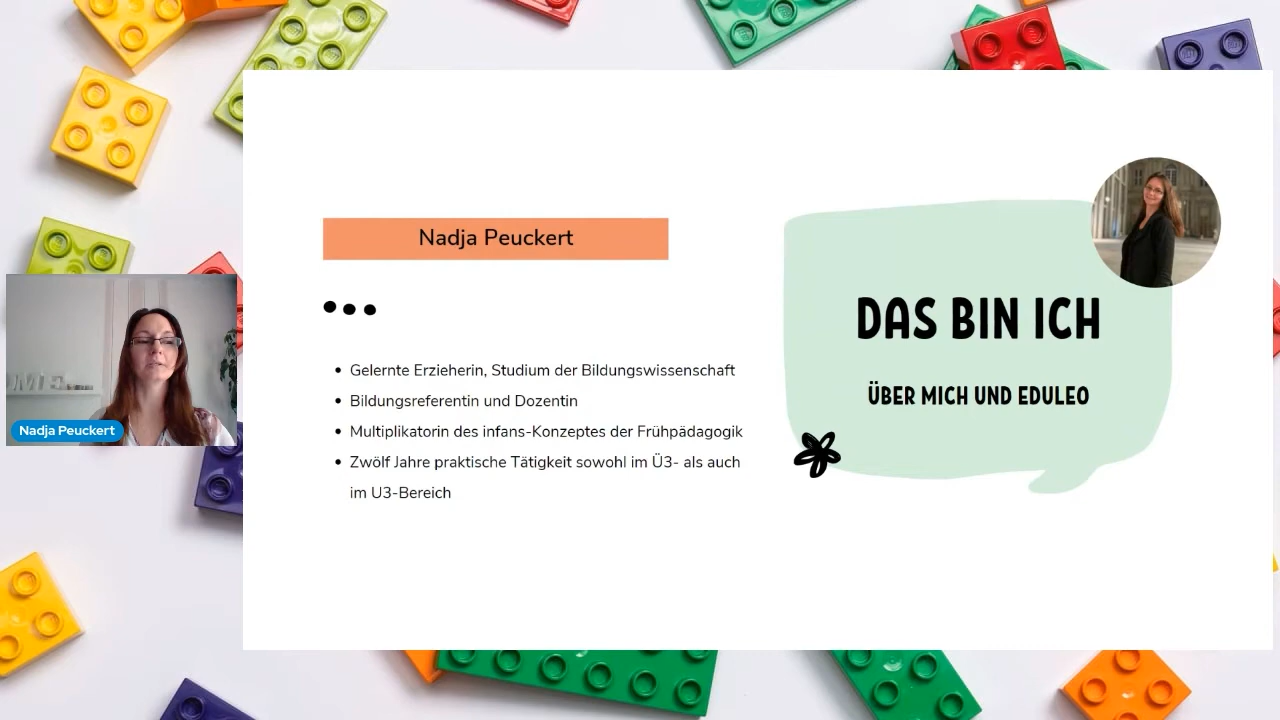 Nadja Peuckert
Gelernte Erzieherin, Studium der Bildungswissenschaft
Bildungsreferentin und Dozentin
Multiplikatorin des infans-Konzeptes der Frühpädagogik
Zwölf Jahre praktische Tätigkeit sowohl im Ü3- als auch
im U3-Bereich
DAS BIN ICH
ÜBER MICH UND EDULEO
Nadja Peuckert